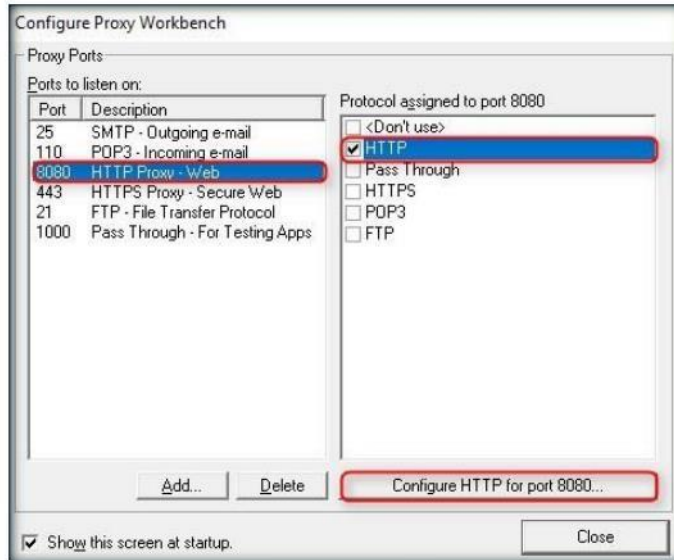 Configure Proxy Workbench
Proxy Ports
Ports to listen on:
Port Description
25 SMTP - Outgoing e-mail
110 POP3 - Incoming e-mail
8080 HTTP Proxy - Web
443 HTTPS Proxy - Secure Web
21 FTP - File Transfer Protocol
1000 Pass Through - For Testing Apps
Add...
Delete
Protocol assigned to port 8080
<Don't use>
HTTP
Pass Through
HTTPS
POP3
FTP
Configure HTTP for port 8080...
Show this screen at startup.
Close